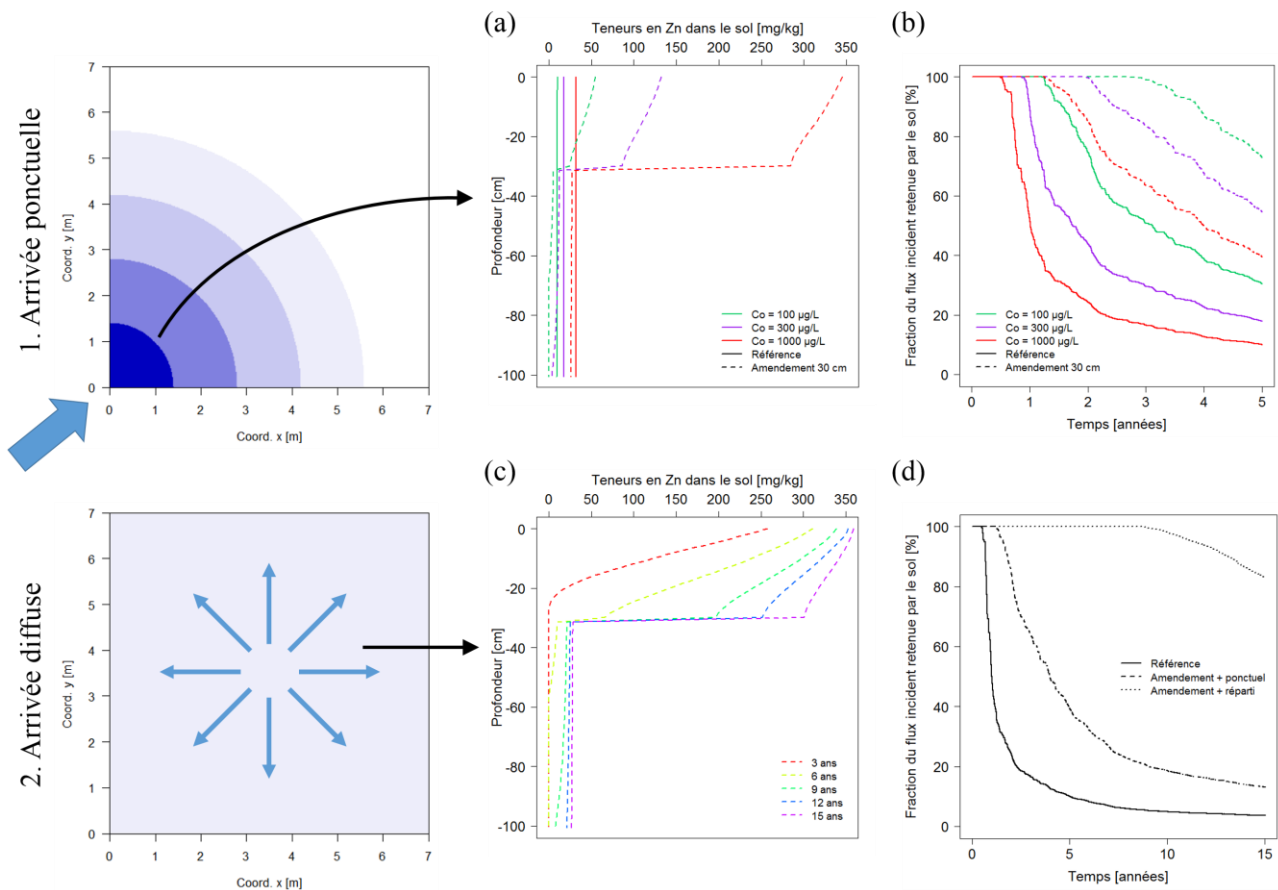 1. Arrivée ponctuelle
7
6
5
4
3
2
1
0
Coord. y [m]
0 1 2 3 4 5 6 7
Coord. x [m]
(a)
Teneurs en Zn dans le sol [mg/kg]
0 50 100 150 200 250 300 350
0
-20
-40
-60
-80
-100
Profondeur [cm]
Co = 100 µg/L
Co = 300 µg/L
Co = 1000 µg/L
Référence
Amendement 30 cm
(b)
Fraction du flux incident retenue par le sol [%]
100
80
60
40
20
0
Co = 100 µg/L
Co = 300 µg/L
Co = 1000 µg/L
Référence
Amendement 30 cm
0 1 2 3 4 5
Temps [années]
2. Arrivée diffuse
7
6
5
4
3
2
1
0
Coord. y [m]
0 1 2 3 4 5 6 7
Coord. x [m]
(c)
Teneurs en Zn dans le sol [mg/kg]
0 50 100 150 200 250 300 350
0
-20
-40
-60
-80
-100
Profondeur [cm]
3 ans
6 ans
9 ans
12 ans
15 ans
(d)
Fraction du flux incident retenue par le sol [%]
100
80
60
40
20
0
Référence
Amendement + ponctuel
Amendement + réparti
0 5 10 15
Temps [années]